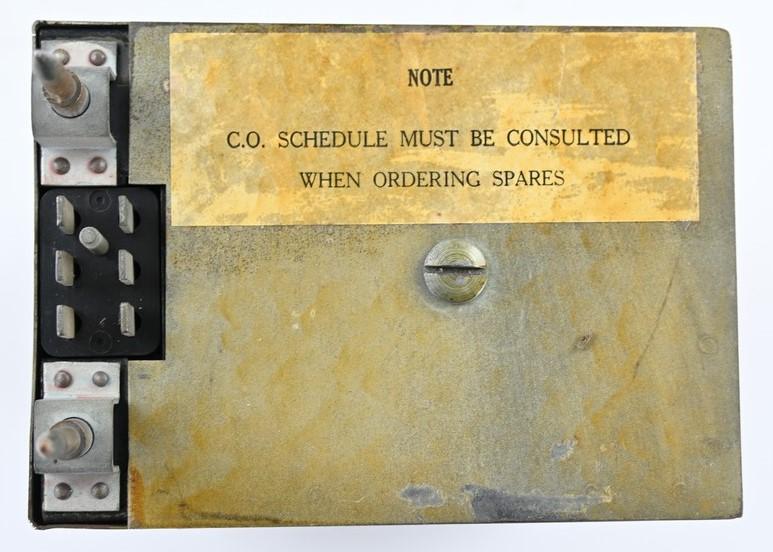 NOTE
C.O. SCHEDULE MUST BE CONSULTED
WHEN ORDERING SPARES